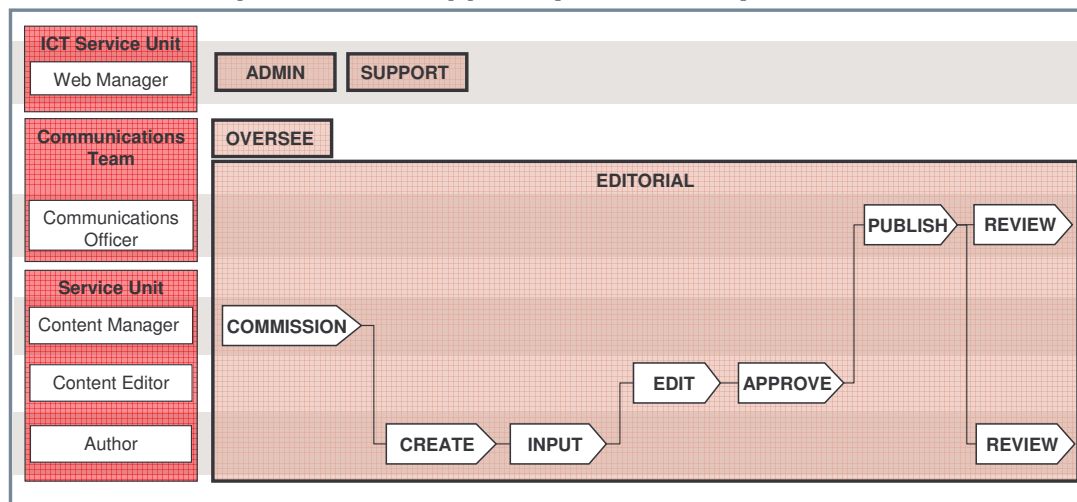 ICT Service Unit
Web Manager
ADMIN
SUPPORT
Communications
Team
OVERSEE
EDITORIAL
Communications
Officer
PUBLISH
REVIEW
Service Unit
Content Manager
COMMISSION
Content Editor
EDIT
APPROVE
Author
CREATE
INPUT
REVIEW